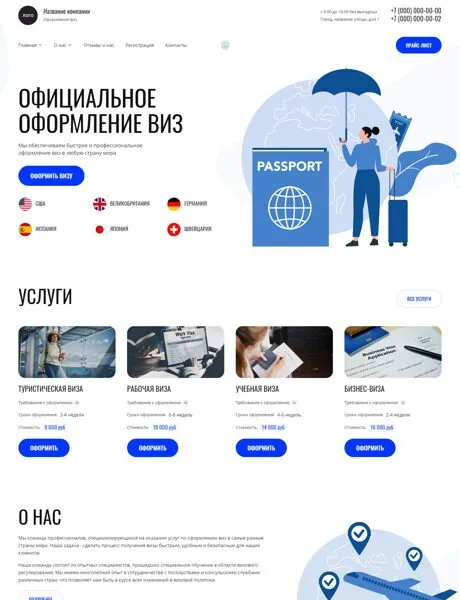 ЛОГО
Название компании
(оформление виз)
с 9:00 до 18:00 без выходных
Город, название улицы, дом 1
+7 (000) 000-00-00
+7 (000) 000-00-02
Главная
О нас
Отзывы о нас
Регистрация
Контакты
ПРАЙС-ЛИСТ
ОФИЦИАЛЬНОЕ
ОФОРМЛЕНИЕ ВИЗ
Мы обеспечиваем быстрое и профессиональное
оформление виз в любую страну мира
ОФОРМИТЬ ВИЗУ
США
ВЕЛИКОБРИТАНИЯ
ГЕРМАНИЯ
ИСПАНИЯ
ЯПОНИЯ
ШВЕЙЦАРИЯ
PASSPORT
УСЛУГИ
ВСЕ УСЛУГИ
Work Visa
Business Visa
Application
ТУРИСТИЧЕСКАЯ ВИЗА
РАБОЧАЯ ВИЗА
УЧЕБНАЯ ВИЗА
БИЗНЕС-ВИЗА
Требования к оформлению
Требования к оформлению
Требования к оформлению
Требования к оформлению
Сроки оформления: 2-4 недели
Сроки оформления: 6-8 недель
Сроки оформления: 4-6 недель
Сроки оформления: 2-4 недели
Стоимость: 9 800 руб
Стоимость: 19 000 руб
Стоимость: 14 000 руб
Стоимость: 16 000 руб
ОФОРМИТЬ
ОФОРМИТЬ
ОФОРМИТЬ
ОФОРМИТЬ
О НАС
Мы команда профессионалов, специализирующихся на оказании услуг по оформлению виз в самые разные
страны мира. Наша задача - сделать процесс получения визы быстрым, удобным и безопасным для наших
клиентов.
Наша команда состоит из опытных специалистов, прошедших специальное обучение в области визового
регулирования. Мы имеем многолетний опыт в сотрудничестве с посольствами и консульскими службами
различных стран, что позволяет нам быть в курсе всех изменений в визовой политике.